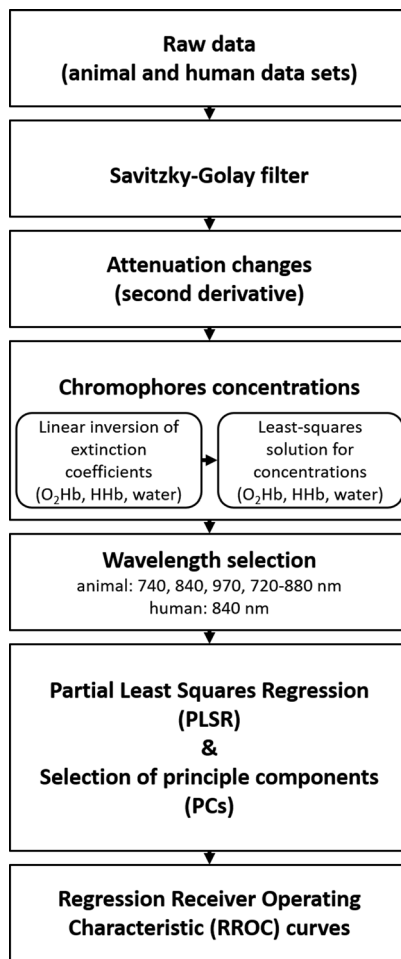 Raw data
(animal and human data sets)
Savitzky-Golay filter
Attenuation changes
(second derivative)
Chromophores concentrations
Linear inversion of
extinction
coefficients
(O₂Hb, HHb, water)
Least-squares
solution for
concentrations
(O₂Hb, HHb, water)
Wavelength selection
animal: 740, 840, 970, 720-880 nm
human: 840 nm
Partial Least Squares Regression
(PLSR)
&
Selection of principle components
(PCs)
Regression Receiver Operating
Characteristic (RROC) curves